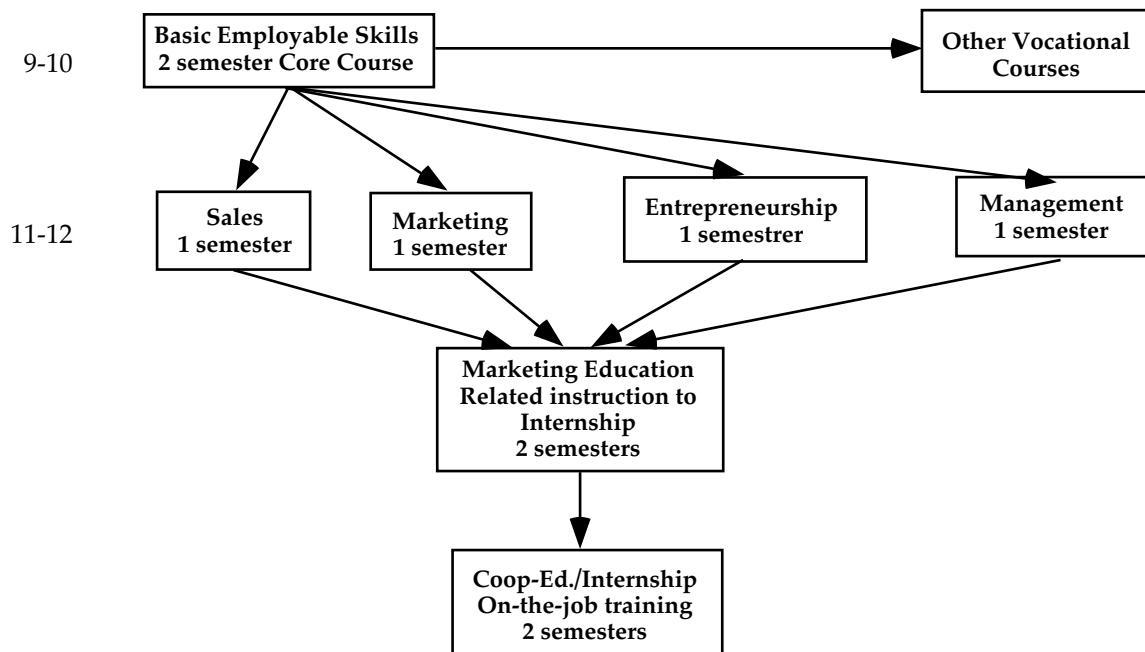 9-10
Basic Employable Skills
2 semester Core Course
Other Vocational
Courses
11-12
Sales
1 semester
Marketing
1 semester
Entrepreneurship
1 semestrer
Management
1 semester
Marketing Education
Related instruction to
Internship
2 semesters
Coop-Ed./Internship
On-the-job training
2 semesters